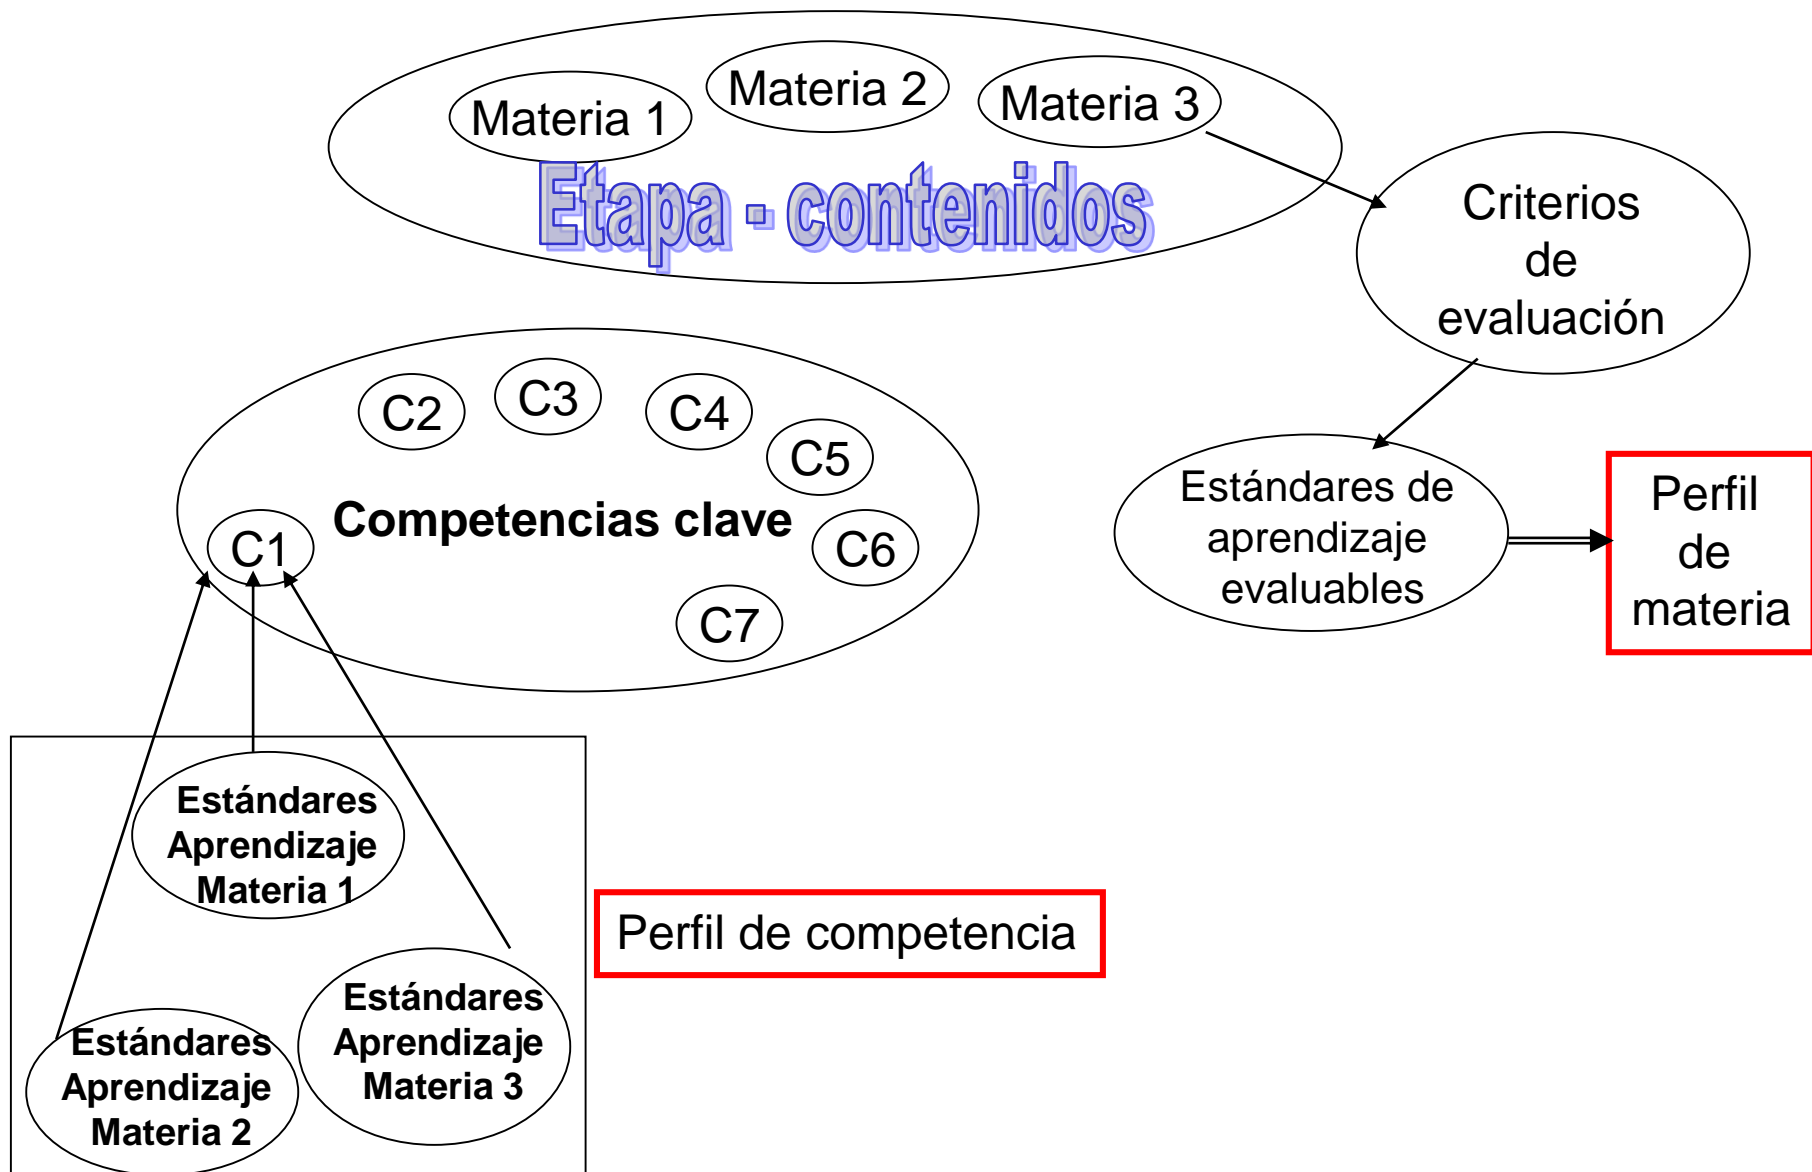 Materia 1
Materia 2
Materia 3
Etapa - contenidos
Criterios
de
evaluación
C2
C3
C4
C5
Competencias clave
C1
C6
C7
Estándares de
aprendizaje
evaluables
Perfil
de
materia
Estándares
Aprendizaje
Materia 1
Perfil de competencia
Estándares
Aprendizaje
Materia 3
Estándares
Aprendizaje
Materia 2